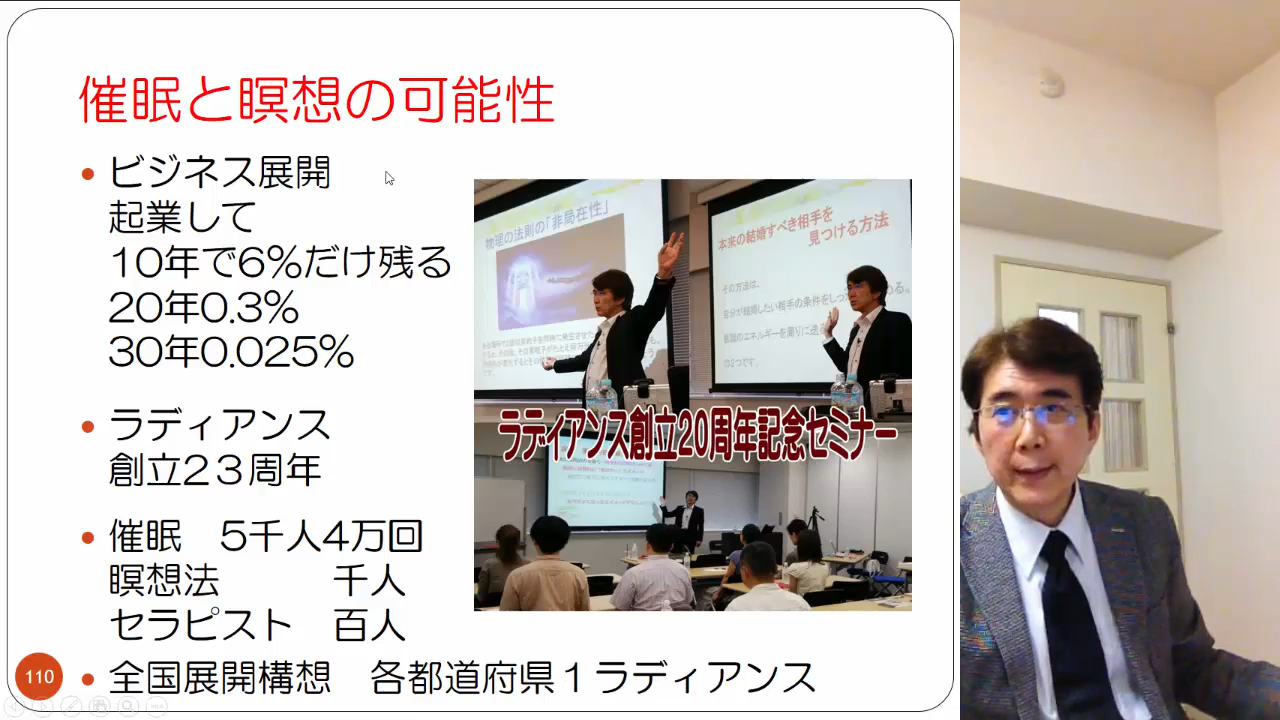 催眠と瞑想の可能性
ビジネス展開
起業して
10年で6%だけ残る
20年0.3%
30年0.025%
ラディアンス
創立２３周年
催眠　5千人4万回
瞑想法　千人
セラピスト　百人
全国展開構想　各都道府県１ラディアンス
110
物理の法則の「非局在性」
本来の結婚すべき相手を
見つける方法
その方法は、
ラディアンス創立20周年記念セミナー